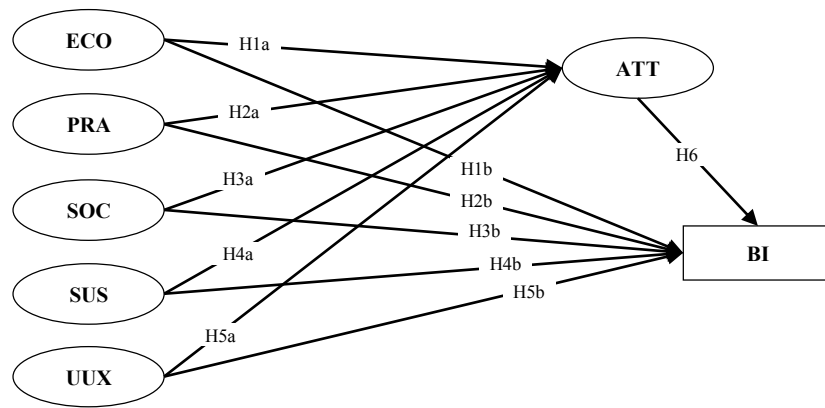 ECO
H1a
ATT
PRA
H2a
H1b
H6
H3a
H2b
SOC
H3b
BI
H4a
H4b
SUS
H5b
H5a
UUX